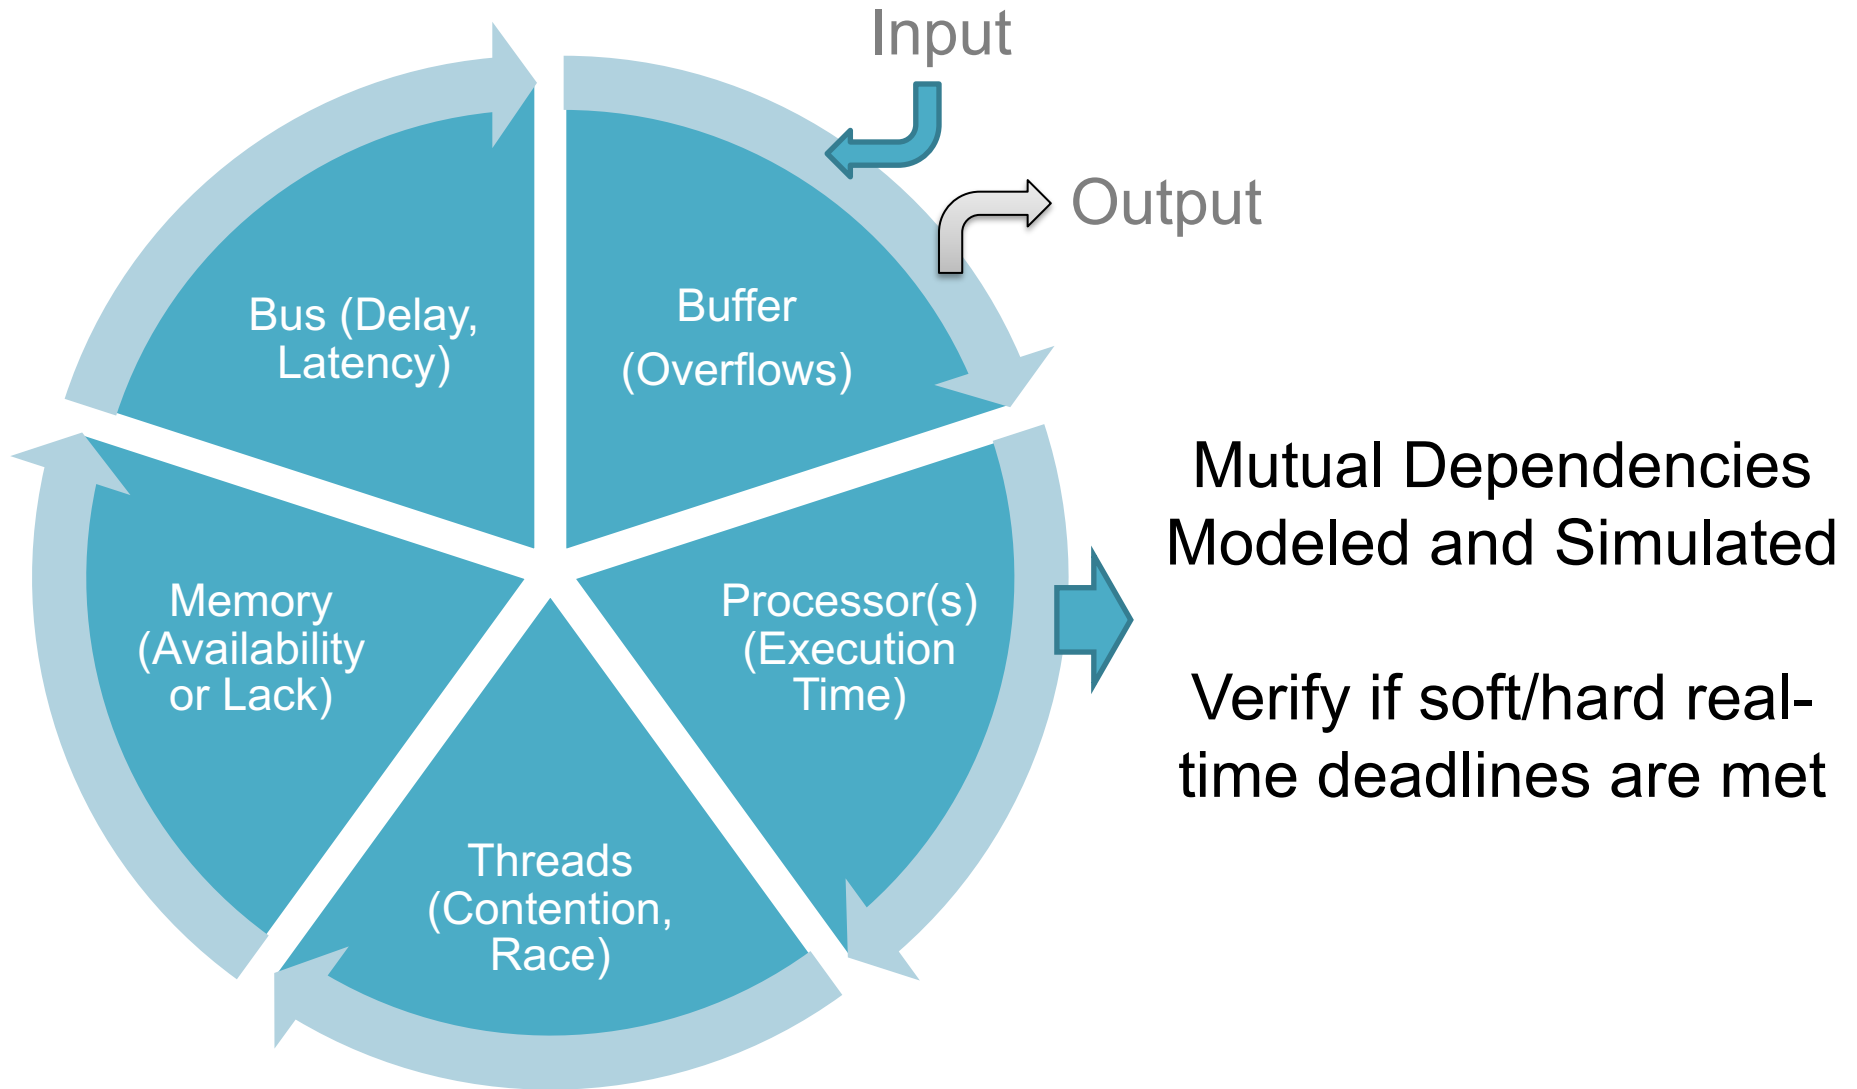 Input
Output
Bus (Delay,
Latency)
Buffer
(Overflows)
Memory
(Availability
or Lack)
Processor(s)
(Execution
Time)
Threads
(Contention,
Race)
Mutual Dependencies
Modeled and Simulated
Verify if soft/hard real-
time deadlines are met